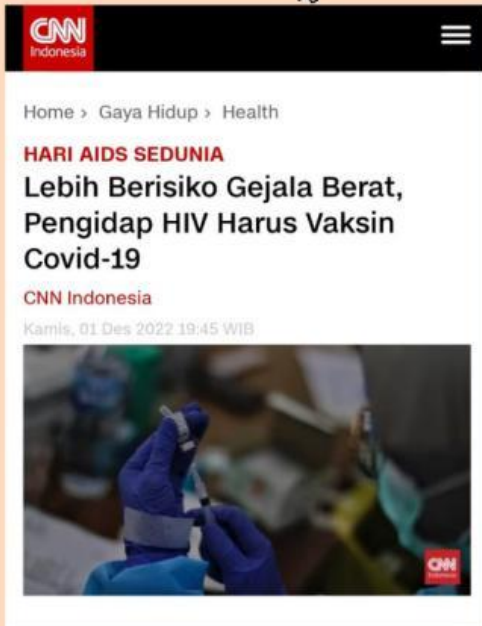 CNN
Indonesia
Home > Gaya Hidup > Health
HARI AIDS SEDUNIA
Lebih Berisiko Gejala Berat,
Pengidap HIV Harus Vaksin
Covid-19
CNN Indonesia
Kamis, 01 Des 2022 19:45 WIB
CNN
Indonesia